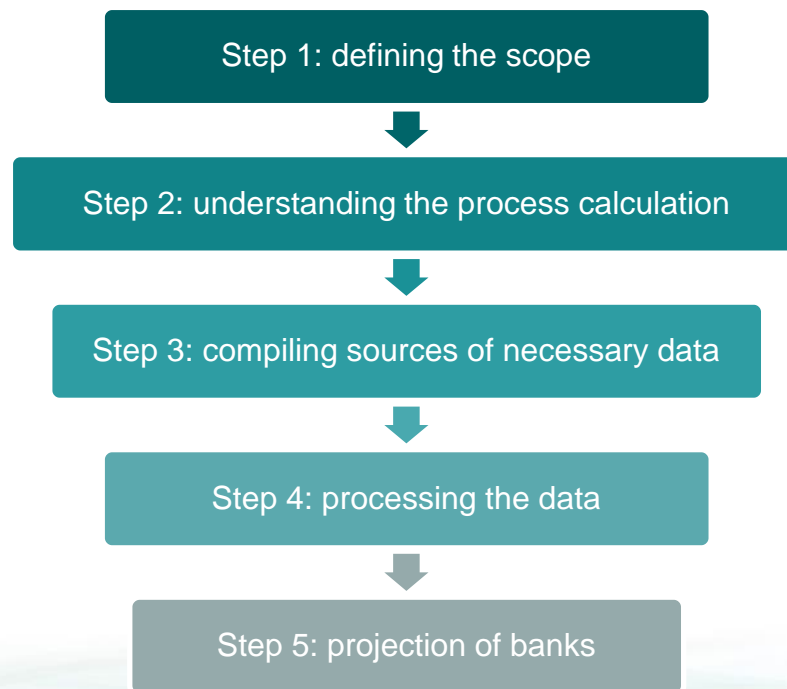 Step 1: defining the scope
Step 2: understanding the process calculation
Step 3: compiling sources of necessary data
Step 4: processing the data
Step 5: projection of banks